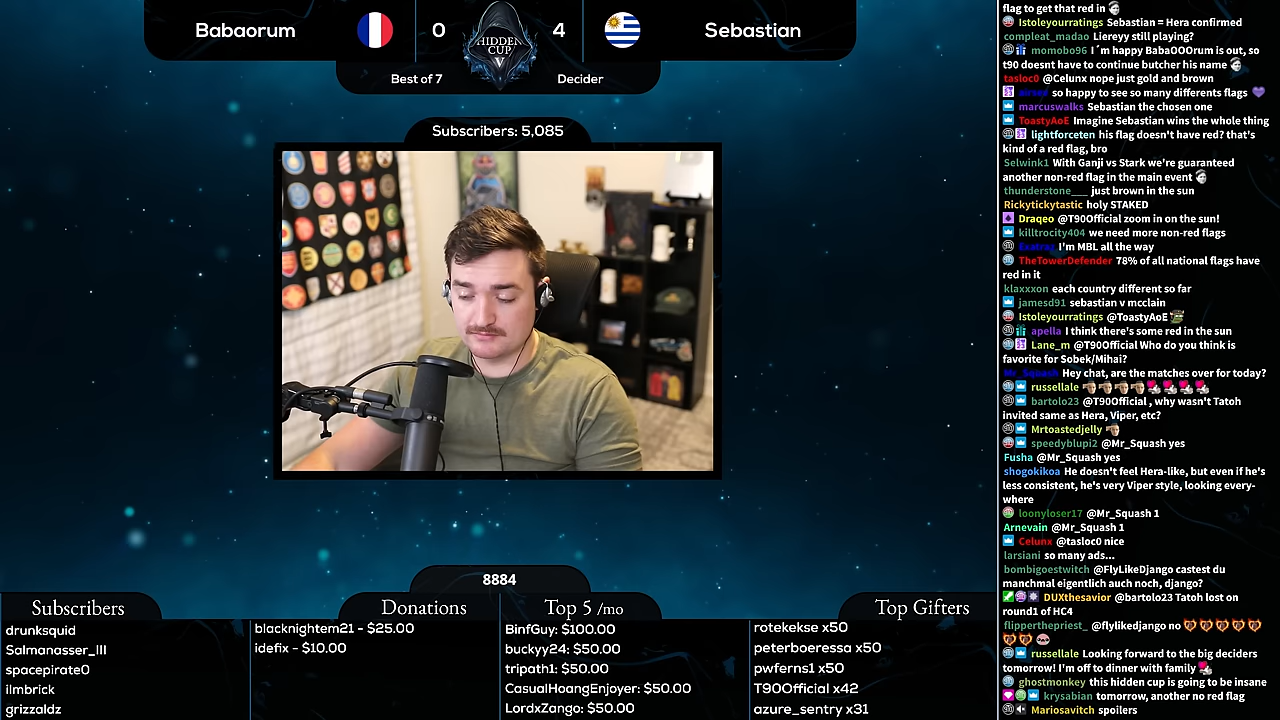 Babaorum
0
HIDDEN
CUP
V
4
Sebastian
Best of 7
Decider
Subscribers: 5,085
8884
Subscribers
drunksquid
Salmanasser_III
spacepirate0
ilmbrick
grizzaldz
Donations
blacknightem21 - $25.00
idefix - $10.00
Top 5 /mo
BinfGuy: $100.00
buckyy24: $50.00
tripath1: $50.00
CasualHoangEnjoyer: $50.00
LordxZango: $50.00
Top Gifters
rotekekse x50
peterboeressa x50
pwferns1 x50
T90Official x42
azure_sentry x31
flag to get that red in
Istoleyourratings Sebastian = Hera confirmed
compleat_madao Liereyy still playing?
momobo96 I´m happy BabaOOOrum is out, so
t90 doesnt have to continue butcher his name
tasloc0 @Celunx nope just gold and brown
so happy to see so many differents flags
marcuswalks Sebastian the chosen one
ToastyAoE Imagine Sebastian wins the whole thing
lightforceten his flag doesn't have red? that's
kind of a red flag, bro
Selwink1 With Ganji vs Stark we're guaranteed
another non-red flag in the main event
thunderstone___ just brown in the sun
Rickytickytastic holy STAKED
Draqeo @T90Official zoom in on the sun!
killtrocity404 we need more non-red flags
I'm MBL all the way
TheTowerDefender 78% of all national flags have
red in it
klaxxxon each country different so far
jamesd91 sebastian v mcclain
Istoleyourratings @ToastyAoE
apella I think there's some red in the sun
Lane_m @T90Official Who do you think is
favorite for Sobek/Mihai?
Mr_Squash Hey chat, are the matches over for today?
russellale
bartolo23 @T90Official , why wasn't Tatoh
invited same as Hera, Viper, etc?
Mrtoastedjelly
speedyblupi2 @Mr_Squash yes
Fusha @Mr_Squash yes
shogokikoa He doesn't feel Hera-like, but even if he's
less consistent, he's very Viper style, looking every-
where
loonyloser17 @Mr_Squash 1
Arnevain @Mr_Squash 1
Celunx @tasloc0 nice
larsiani so many ads...
bombigoestwitch @FlyLikeDjango castest du
manchmal eigentlich auch noch, django?
DUXthesavior @bartolo23 Tatoh lost on
round1 of HC4
flipperthepriest_ @flylikedjango no
russellale Looking forward to the big deciders
tomorrow! I'm off to dinner with family
ghostmonkey this hidden cup is going to be insane
krysabian tomorrow, another no red flag
Mariosavitch spoilers